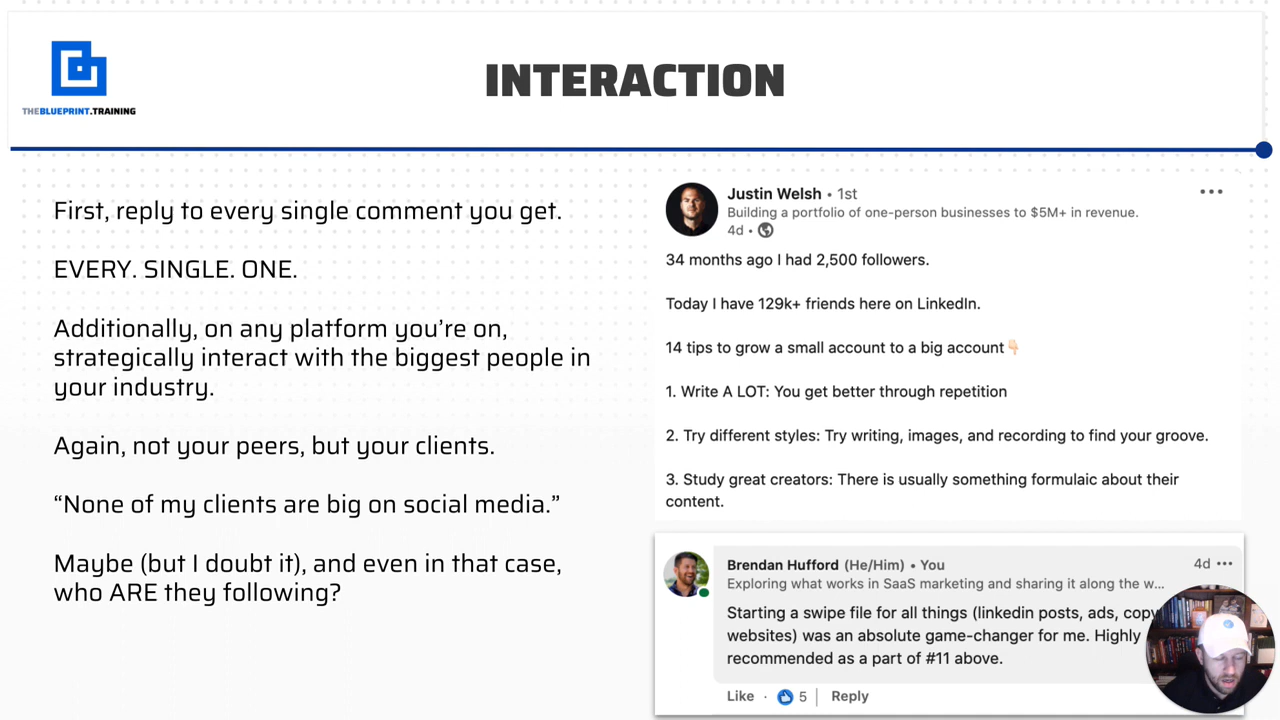 THEBLUEPRINT.TRAINING
INTERACTION
First, reply to every single comment you get.
EVERY. SINGLE. ONE.
Additionally, on any platform you’re on,
strategically interact with the biggest people in
your industry.
Again, not your peers, but your clients.
“None of my clients are big on social media.”
Maybe (but I doubt it), and even in that case,
who ARE they following?
Justin Welsh • 1st
Building a portfolio of one-person businesses to $5M+ in revenue.
4d •
34 months ago I had 2,500 followers.
Today I have 129k+ friends here on LinkedIn.
14 tips to grow a small account to a big account👇🏻
1. Write A LOT: You get better through repetition
2. Try different styles: Try writing, images, and recording to find your groove.
3. Study great creators: There is usually something formulaic about their
content.
Brendan Hufford (He/Him) • You
4d
Exploring what works in SaaS marketing and sharing it along the w...
Starting a swipe file for all things (linkedin posts, ads, copy
websites) was an absolute game-changer for me. Highly
recommended as a part of #11 above.
Like · 5 | Reply